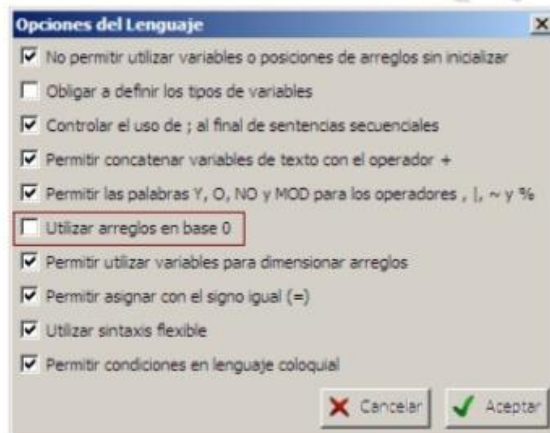 Opciones del Lenguaje
No permitir utilizar variables o posiciones de arreglos sin inicializar
Obligar a definir los tipos de variables
Controlar el uso de ; al final de sentencias secuenciales
Permitir concatenar variables de texto con el operador +
Permitir las palabras Y, O, NO y MOD para los operadores , |, ~ y %
Utilizar arreglos en base 0
Permitir utilizar variables para dimensionar arreglos
Permitir asignar con el signo igual (=)
Utilizar sintaxis flexible
Permitir condiciones en lenguaje coloquial
Cancelar Aceptar